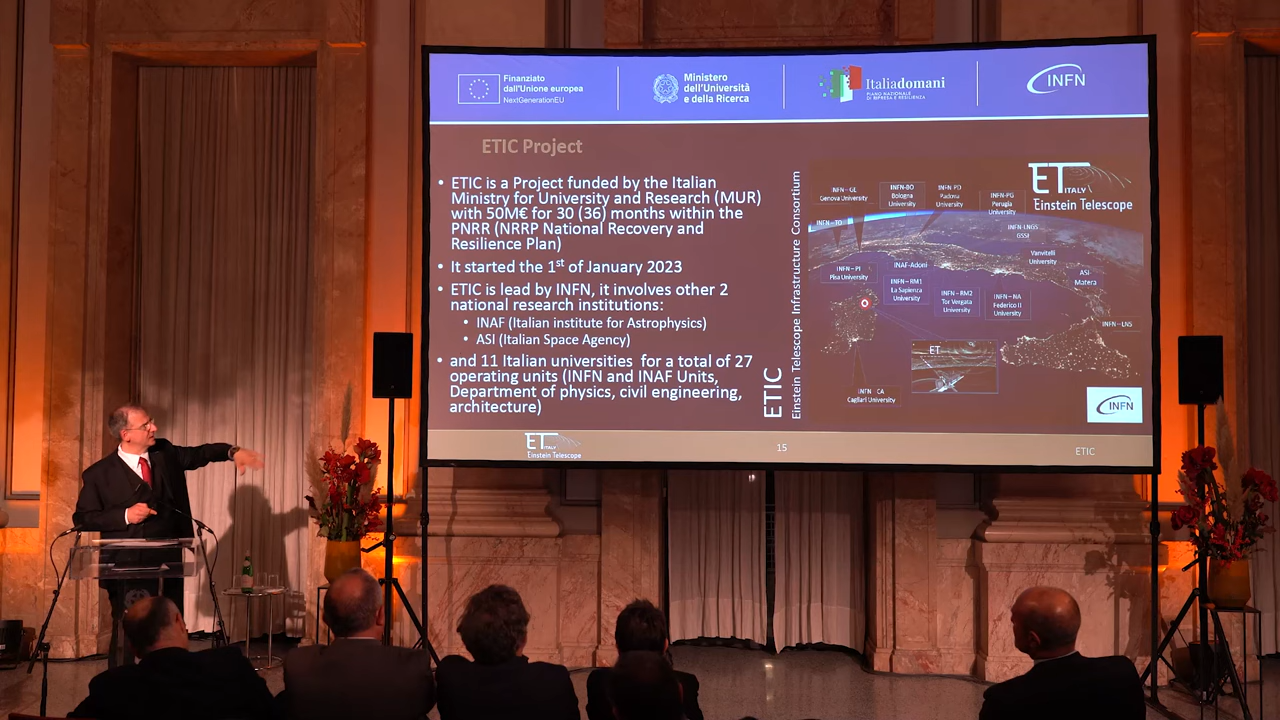 Finanziato
dall'Unione europea
NextGenerationEU
Ministero
dell'Università
e della Ricerca
Italiadomani
PIANO NAZIONALE
DI RIPRESA E RESILIENZA
INFN
ETIC Project
• ETIC is a Project funded by the Italian
Ministry for University and Research (MUR)
with 50M€ for 30 (36) months within the
PNRR (NRRP National Recovery and
Resilience Plan)
• It started the 1st of January 2023
• ETIC is lead by INFN, it involves other 2
national research institutions:
• INAF (Italian institute for Astrophysics)
• ASI (Italian Space Agency)
• and 11 Italian universities for a total of 27
operating units (INFN and INAF Units,
Department of physics, civil engineering,
architecture)
ETIC
Einstein Telescope Infrastructure Consortium
ET
ITALY
Einstein Telescope
INFN-GE
Genova University
INFN-BO
Bologna
University
INFN PD
Padova
University
INFN-PG
Perugia
University
INFN-TO
INFN-LNGS
GSSI
Vanvitelli
University
INFN-PI
Pisa University
INAF-Adoni
ASI-
Matera
INFN-RM1
La Sapienza
University
INFN-RM2
Tor Vergata
University
INFN-NA
Federico II
University
INFN-LNS
ET
INFN-CA
Cagliari University
INFN
ET
ITALY
Einstein Telescope
15
ETIC